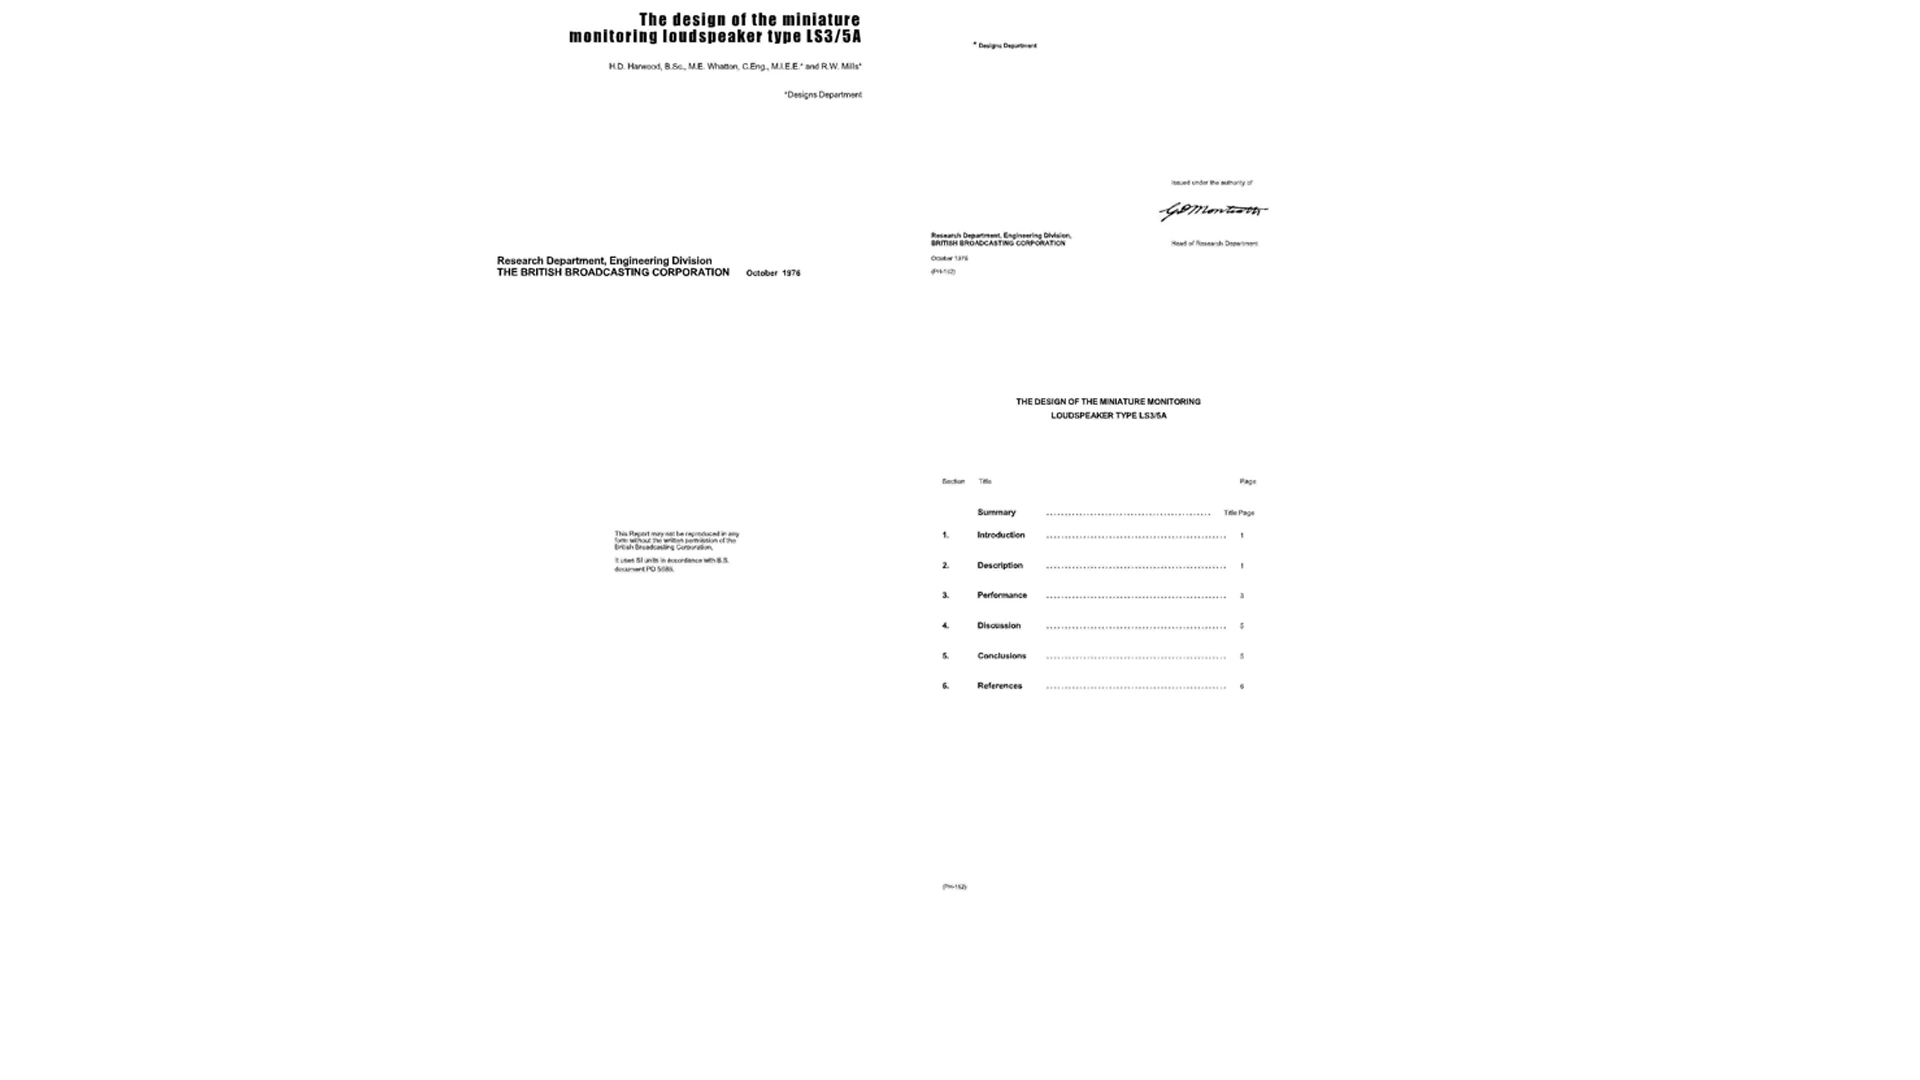 The design of the miniature
monitoring loudspeaker type LS3/5A
H.D. Harwood, B.Sc., M.E. Whatton, C.Eng., M.I.E.E.* and R.W. Mills*
*Designs Department
Research Department, Engineering Division
THE BRITISH BROADCASTING CORPORATION October 1976
This Report may not be reproduced in any
form without the written permission of the
British Broadcasting Corporation.
It uses SI units in accordance with B.S.
document PD 5686.
* Designs Department
Issued under the authority of
Head of Research Department
Research Department, Engineering Division,
BRITISH BROADCASTING CORPORATION
October 1976
(PH-152)
THE DESIGN OF THE MINIATURE MONITORING
LOUDSPEAKER TYPE LS3/5A
Section Title Page
Summary ................................................ Title Page
1. Introduction ................................................ 1
2. Description ................................................ 1
3. Performance ................................................ 3
4. Discussion ................................................ 5
5. Conclusions ................................................ 5
6. References ................................................ 6
(PH-152)